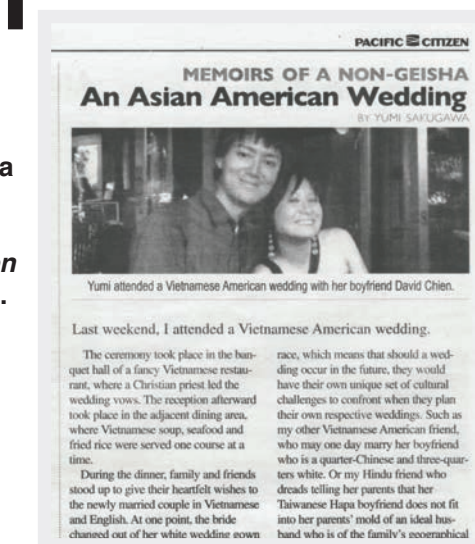 PACIFIC CITIZEN
MEMOIRS OF A NON-GEISHA
An Asian American Wedding
BY YUMI SAKUGAWA
a
n
.
Yumi attended a Vietnamese American wedding with her boyfriend David Chien.
Last weekend, I attended a Vietnamese American wedding.
The ceremony took place in the ban-
quet hall of a fancy Vietnamese restau-
rant, where a Christian priest led the
wedding vows. The reception afterward
took place in the adjacent dining area,
where Vietnamese soup, seafood and
fried rice were served one course at a
time.
During the dinner, family and friends
stood up to give their heartfelt wishes to
the newly married couple in Vietnamese
and English. At one point, the bride
changed out of her white wedding gown
race, which means that should a wed-
ding occur in the future, they would
have their own unique set of cultural
challenges to confront when they plan
their own respective weddings. Such as
my other Vietnamese American friend,
who may one day marry her boyfriend
who is a quarter-Chinese and three-quar-
ters white. Or my Hindu friend who
dreads telling her parents that her
Taiwanese Hapa boyfriend does not fit
into her parents' mold of an ideal hus-
band who is of the family's geographical